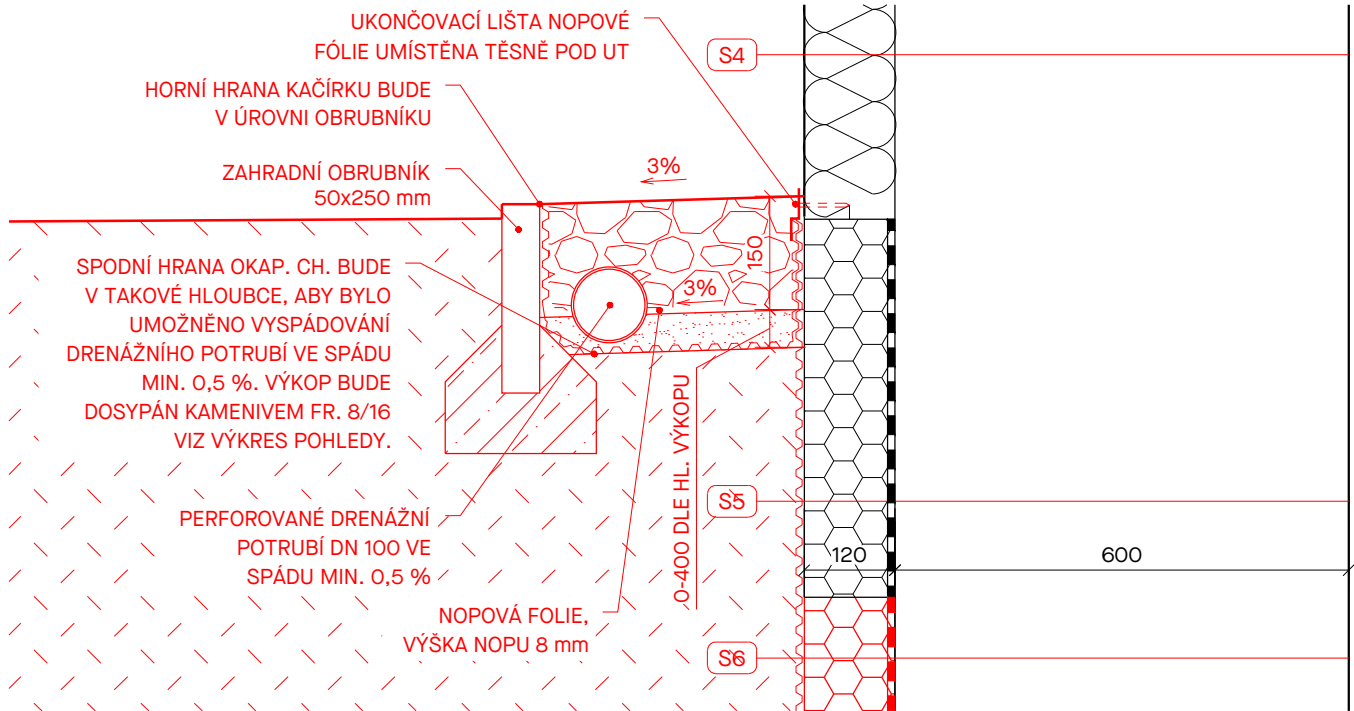 UKONČOVACÍ LIŠTA NOPOVÉ
FÓLIE UMÍSTĚNA TĚSNĚ POD UT
S4
HORNÍ HRANA KAČÍRKU BUDE
V ÚROVNI OBRUBNÍKU
ZAHRADNÍ OBRUBNÍK
50x250 mm
3%
150
3%
SPODNÍ HRANA OKAP. CH. BUDE
V TAKOVÉ HLOUBCE, ABY BYLO
UMOŽNĚNO VYSPÁDOVÁNÍ
DRENÁŽNÍHO POTRUBÍ VE SPÁDU
MIN. 0,5 %. VÝKOP BUDE
DOSYPÁN KAMENIVEM FR. 8/16
VIZ VÝKRES POHLEDY.
0-400 DLE HL. VÝKOPU
S5
PERFOROVANÉ DRENÁŽNÍ
POTRUBÍ DN 100 VE
SPÁDU MIN. 0,5 %
120
600
NOPOVÁ FOLIE,
VÝŠKA NOPU 8 mm
S6